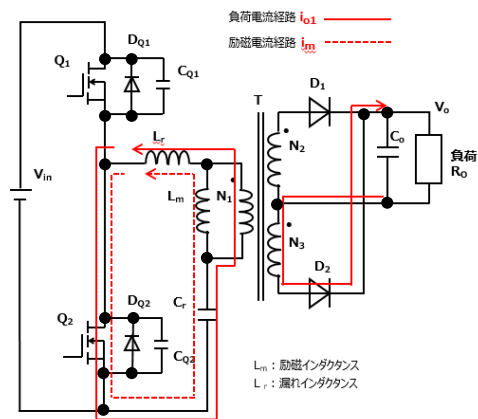 負荷電流経路 io1
励磁電流経路 im
Q1
DQ1
CQ1
Vin
Lr
Lm
N1
T
D1
N2
N3
D2
Vo
Co
負荷
Ro
Cr
Q2
DQ2
CQ2
Lm：励磁インダクタンス
Lr：漏れインダクタンス